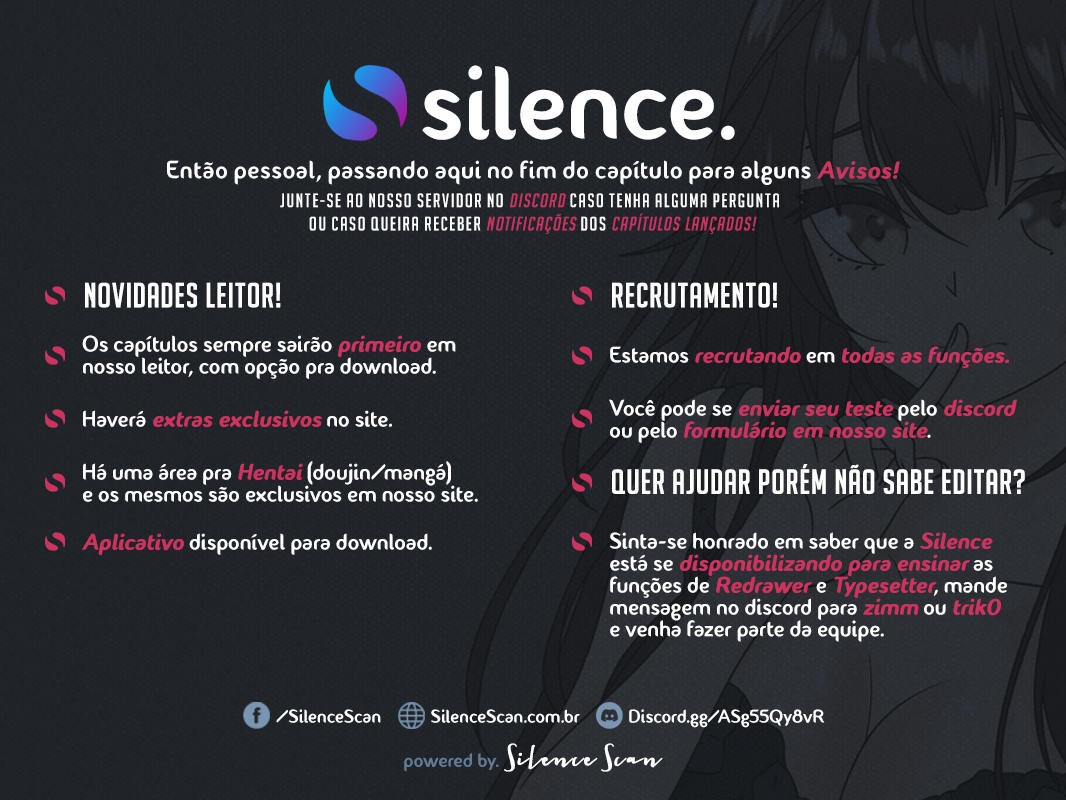 silence.
Então pessoal, passando aqui no fim do capítulo para alguns Avisos!
JUNTE-SE AO NOSSO SERVIDOR NO DISCORD CASO TENHA ALGUMA PERGUNTA
OU CASO QUEIRA RECEBER NOTIFICAÇÕES DOS CAPÍTULOS LANÇADOS!
NOVIDADES LEITOR!
Os capítulos sempre sairão primeiro em
nosso leitor, com opção pra download.
Haverá extras exclusivos no site.
Há uma área pra Hentai (doujin/mangá)
e os mesmos são exclusivos em nosso site.
Aplicativo disponível para download.
RECRUTAMENTO!
Estamos recrutando em todas as funções.
Você pode se enviar seu teste pelo discord
ou pelo formulário em nosso site.
QUER AJUDAR PORÉM NÃO SABE EDITAR?
Sinta-se honrado em saber que a Silence
está se disponibilizando para ensinar as
funções de Redrawer e Typesetter, mande
mensagem no discord para zimm ou trik0
e venha fazer parte da equipe.
/SilenceScan
SilenceScan.com.br
Discord.gg/ASg55Qy8vR
powered by. Silence Scan